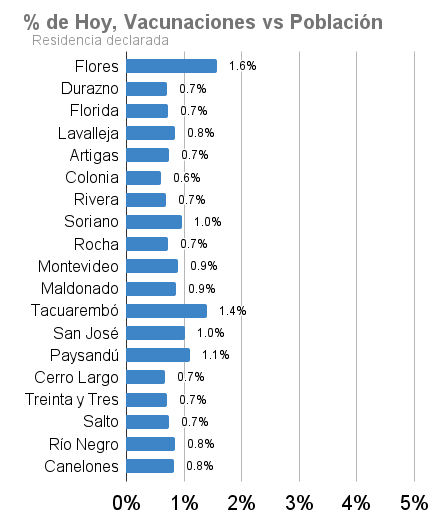 % de Hoy, Vacunaciones vs Población
Residencia declarada
Flores 1.6%
Durazno 0.7%
Florida 0.7%
Lavalleja 0.8%
Artigas 0.7%
Colonia 0.6%
Rivera 0.7%
Soriano 1.0%
Rocha 0.7%
Montevideo 0.9%
Maldonado 0.9%
Tacuarembó 1.4%
San José 1.0%
Paysandú 1.1%
Cerro Largo 0.7%
Treinta y Tres 0.7%
Salto 0.7%
Río Negro 0.8%
Canelones 0.8%
0% 1% 2% 3% 4% 5%